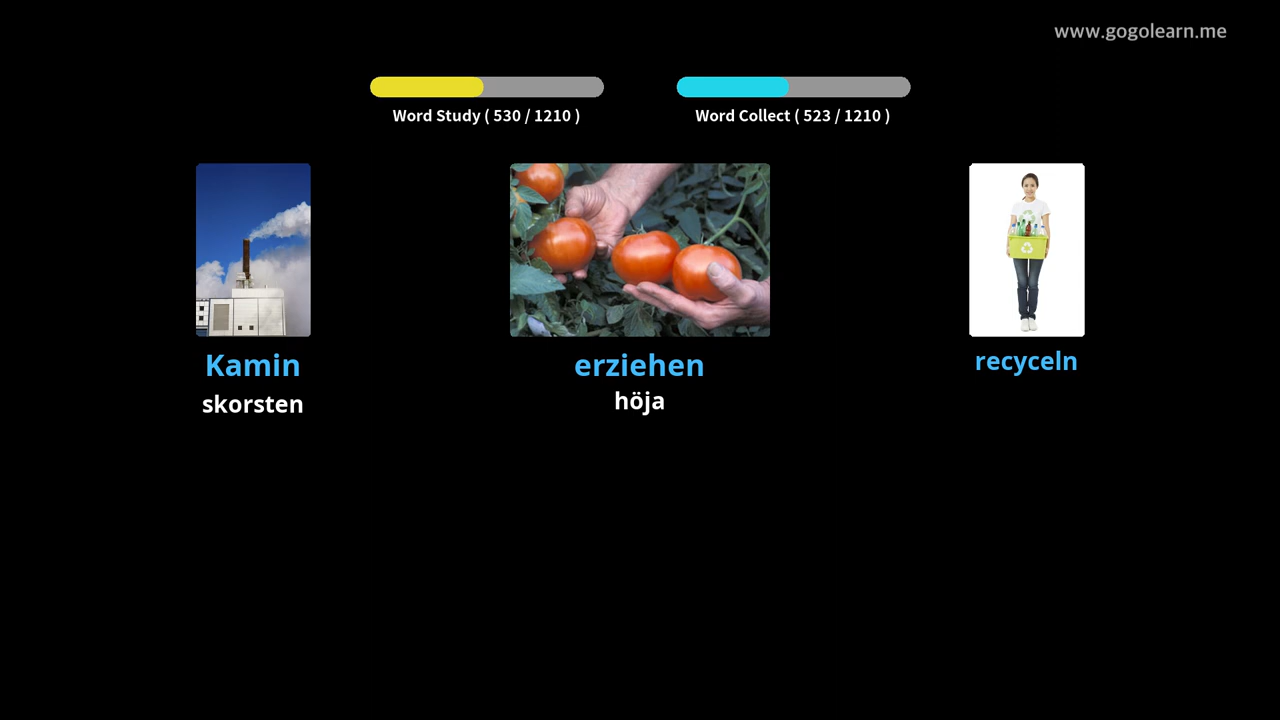 www.gogolearn.me
Word Study ( 530 / 1210 )
Word Collect ( 523 / 1210 )
Kamin
skorsten
erziehen
höja
recyceln